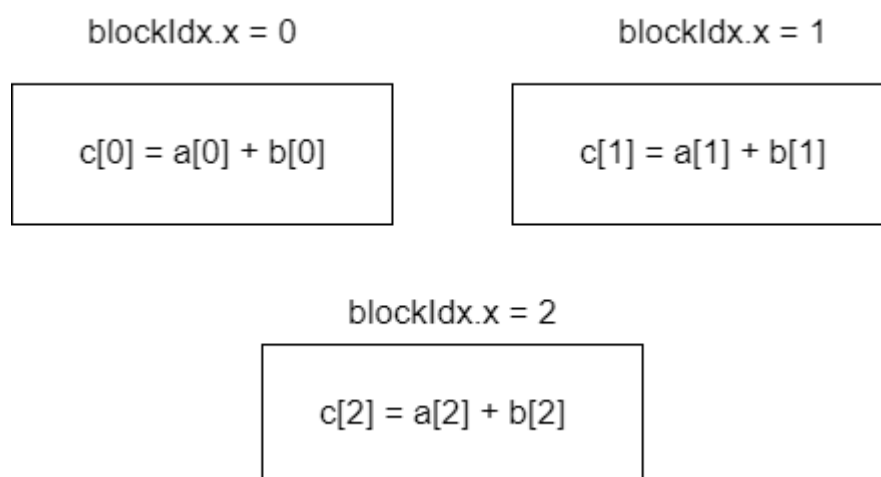 blockIdx.x = 0
blockIdx.x = 1
c[0] = a[0] + b[0]
c[1] = a[1] + b[1]
blockIdx.x = 2
c[2] = a[2] + b[2]